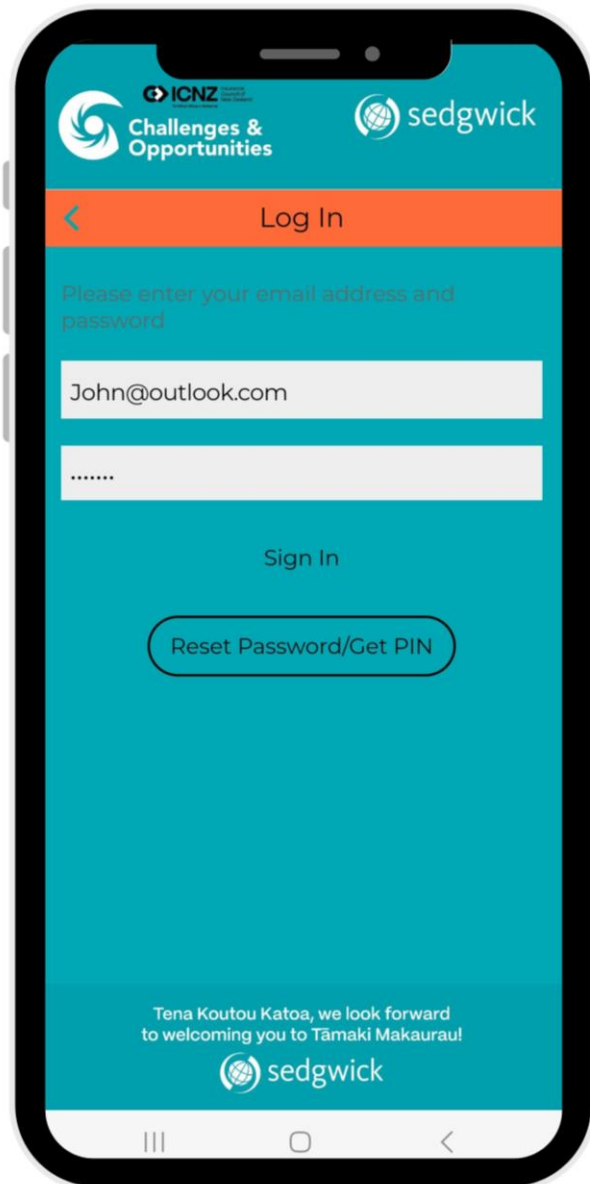 ICNZ
Challenges &
Opportunities
sedgwick
Log In
Please enter your email address and
password
John@outlook.com
.......
Sign In
Reset Password/Get PIN
Tena Koutou Katoa, we look forward
to welcoming you to Tāmaki Makaurau!
sedgwick